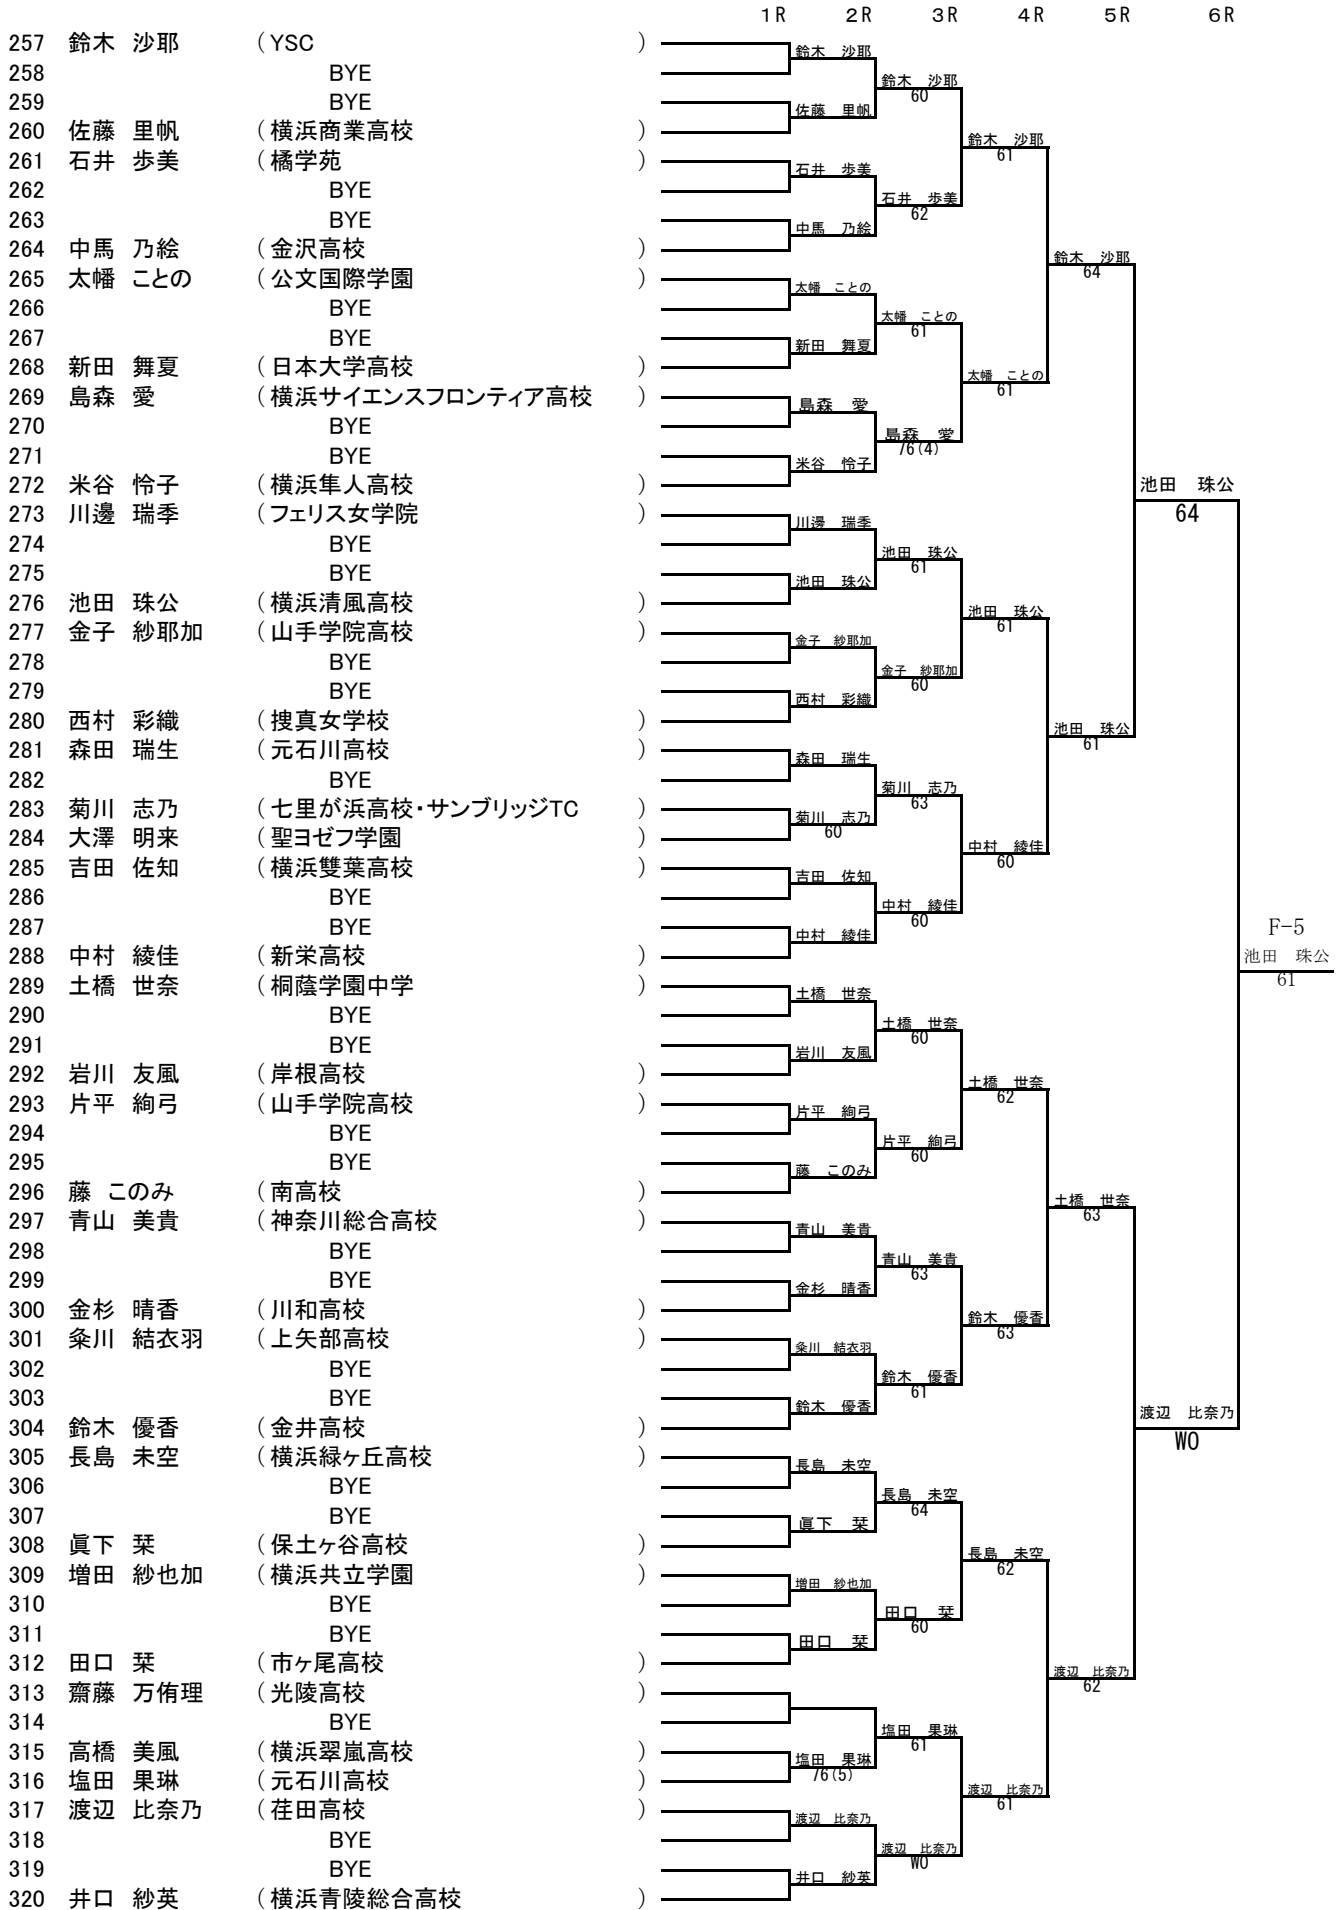 1R 2R 3R 4R 5R 6R
257 鈴木 沙耶 (YSC )
258 BYE
259 BYE
260 佐藤 里帆 (横浜商業高校 )
261 石井 歩美 (橘学苑 )
262 BYE
263 BYE
264 中馬 乃絵 (金沢高校 )
265 太幡 ことの (公文国際学園 )
266 BYE
267 BYE
268 新田 舞夏 (日本大学高校 )
269 島森 愛 (横浜サイエンスフロンティア高校 )
270 BYE
271 BYE
272 米谷 怜子 (横浜隼人高校 )
273 川邊 瑞季 (フェリス女学院 )
274 BYE
275 BYE
276 池田 珠公 (横浜清風高校 )
277 金子 紗耶加 (山手学院高校 )
278 BYE
279 BYE
280 西村 彩織 (捜真女学校 )
281 森田 瑞生 (元石川高校 )
282 BYE
283 菊川 志乃 (七里が浜高校・サンブリッジTC )
284 大澤 明来 (聖ヨゼフ学園 )
285 吉田 佐知 (横浜雙葉高校 )
286 BYE
287 BYE
288 中村 綾佳 (新栄高校 )
289 土橋 世奈 (桐蔭学園中学 )
290 BYE
291 BYE
292 岩川 友風 (岸根高校 )
293 片平 絢弓 (山手学院高校 )
294 BYE
295 BYE
296 藤 このみ (南高校 )
297 青山 美貴 (神奈川総合高校 )
298 BYE
299 BYE
300 金杉 晴香 (川和高校 )
301 粂川 結衣羽 (上矢部高校 )
302 BYE
303 BYE
304 鈴木 優香 (金井高校 )
305 長島 未空 (横浜緑ヶ丘高校 )
306 BYE
307 BYE
308 眞下 栞 (保土ヶ谷高校 )
309 増田 紗也加 (横浜共立学園 )
310 BYE
311 BYE
312 田口 栞 (市ヶ尾高校 )
313 齋藤 万侑理 (光陵高校 )
314 BYE
315 高橋 美風 (横浜翠嵐高校 )
316 塩田 果琳 (元石川高校 )
317 渡辺 比奈乃 (荏田高校 )
318 BYE
319 BYE
320 井口 紗英 (横浜青陵総合高校 )
鈴木 沙耶
佐藤 里帆
石井 歩美
中馬 乃絵
太幡 ことの
新田 舞夏
島森 愛
米谷 怜子
川邊 瑞季
池田 珠公
金子 紗耶加
西村 彩織
森田 瑞生
菊川 志乃
60
吉田 佐知
中村 綾佳
土橋 世奈
岩川 友風
片平 絢弓
藤 このみ
青山 美貴
金杉 晴香
粂川 結衣羽
鈴木 優香
長島 未空
眞下 栞
増田 紗也加
田口 栞
塩田 果琳
76(5)
渡辺 比奈乃
井口 紗英
鈴木 沙耶
60
石井 歩美
62
太幡 ことの
61
島森 愛
76(4)
池田 珠公
61
金子 紗耶加
60
菊川 志乃
63
中村 綾佳
60
土橋 世奈
60
片平 絢弓
60
青山 美貴
63
鈴木 優香
61
長島 未空
64
田口 栞
60
塩田 果琳
61
渡辺 比奈乃
WO
鈴木 沙耶
61
太幡 ことの
61
池田 珠公
61
中村 綾佳
60
土橋 世奈
62
鈴木 優香
63
長島 未空
62
渡辺 比奈乃
61
鈴木 沙耶
64
池田 珠公
61
土橋 世奈
63
渡辺 比奈乃
62
池田 珠公
64
渡辺 比奈乃
WO
F-5
池田 珠公
61